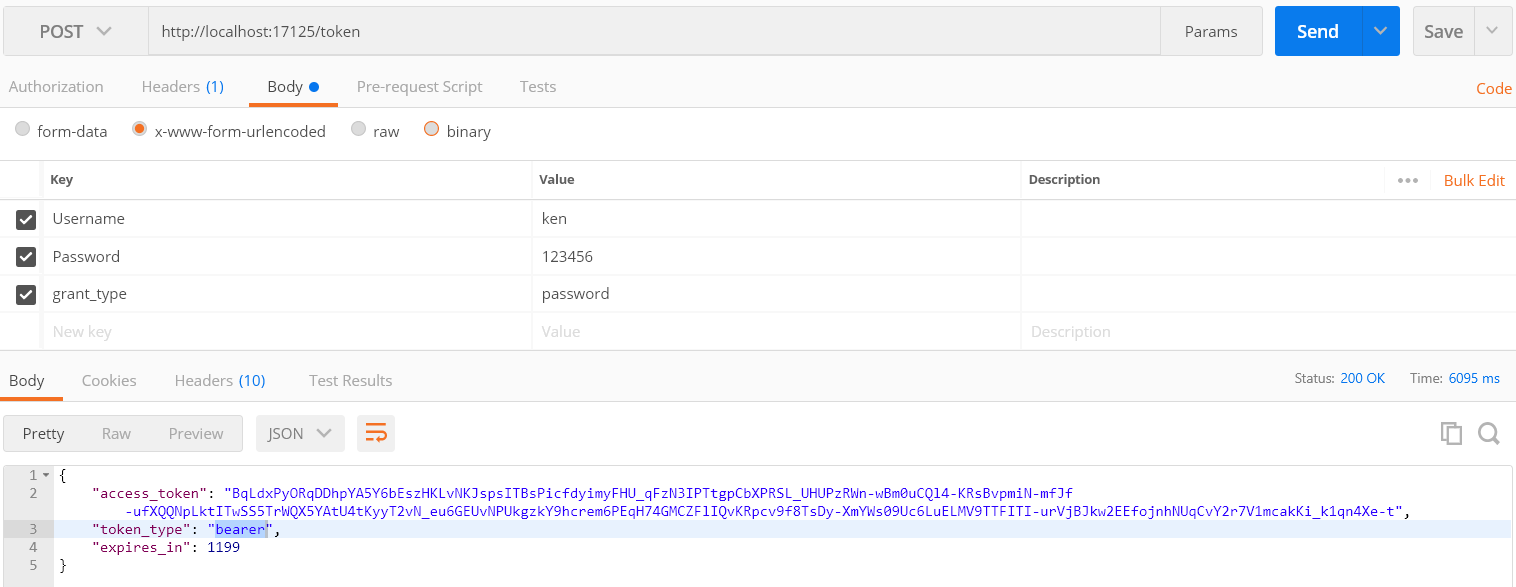 POST http://localhost:17125/token Params Send Save
Authorization Headers (1) Body Pre-request Script Tests Code
form-data x-www-form-urlencoded raw binary
Key Value Description ••• Bulk Edit
Username ken
Password 123456
grant_type password
New key Value Description
Body Cookies Headers (10) Test Results Status: 200 OK Time: 6095 ms
Pretty Raw Preview JSON
1 {
2 "access_token": "BqLdxPyORqDDhpYA5Y6bEszHKLvNKJspsITBsPicfdyimyFHU_qFzN3IPTtgpCbXPRSL_UHUPzRWn-wBm0uCQl4-KRsBvpmiN-mfJf
-ufXQQNpLktITwSS5TrWQX5YAtU4tKyyT2vN_eu6GEUvNPUkgzkY9hcrem6PEqH74GMCZFlIQvKRpcv9f8TsDy-XmYWs09Uc6LuELMV9TTFITI-urVjBJkw2EEfojnhNUqCvY2r7V1mcakKi_k1qn4Xe-t",
3 "token_type": "bearer",
4 "expires_in": 1199
5 }